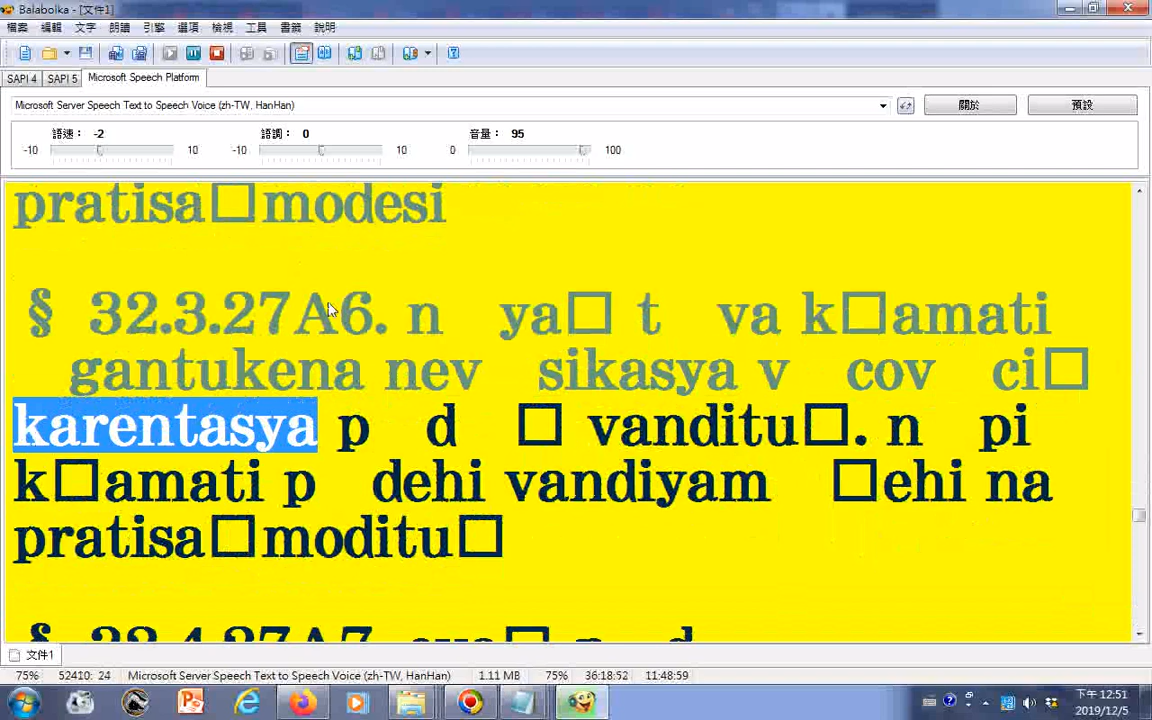 Balabolka - [文件1]
檔案 編輯 文字 朗讀 引擎 選項 檢視 工具 書籤 說明
SAPI 4 SAPI 5 Microsoft Speech Platform
Microsoft Server Speech Text to Speech Voice (zh-TW, HanHan) 關於 預設
語速： -2 語調： 0 音量： 95
-10 10 -10 10 0 100
pratisa□modesi
§ 32.3.27A6. n ya□ t va k□amati
gantukena nev sikasya v cov ci□
karentasya p d □ vanditu□. n pi
k□amati p dehi vandiyam □ehi na
pratisa□moditu□
§ 32.4.27A7. eva□ p d
文件1
75% 52410: 24 Microsoft Server Speech Text to Speech Voice (zh-TW, HanHan) 1.11 MB 75% 36:18:52 11:48:59
下午 12:51
2019/12/5